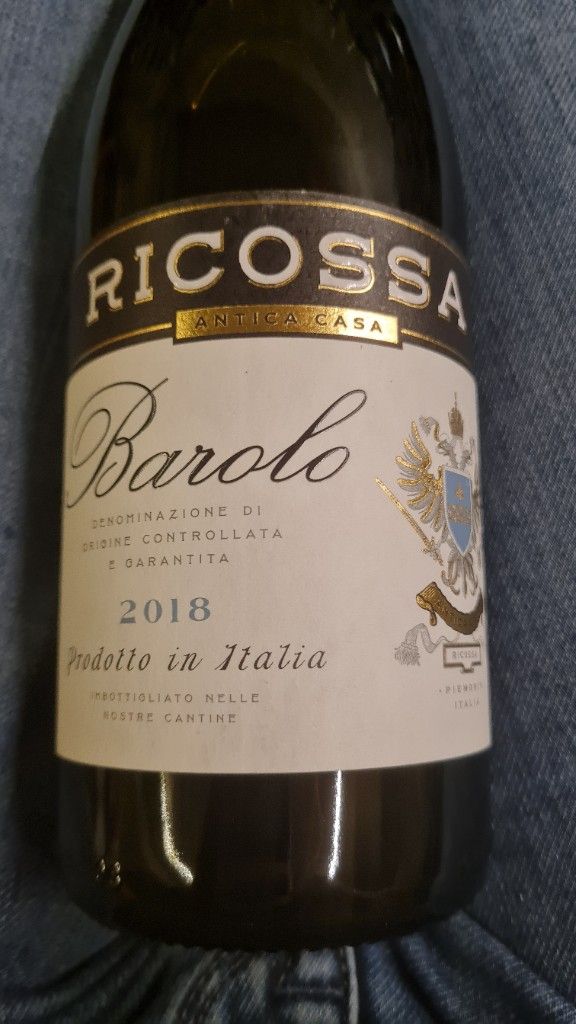 RICOSSA
ANTICA CASA
Barolo
DENOMINAZIONE DI
ORIGINE CONTROLLATA
E GARANTITA
2018
Prodotto in Italia
IMBOTTIGLIATO NELLE
NOSTRE CANTINE
RICOSSA
ITALIA